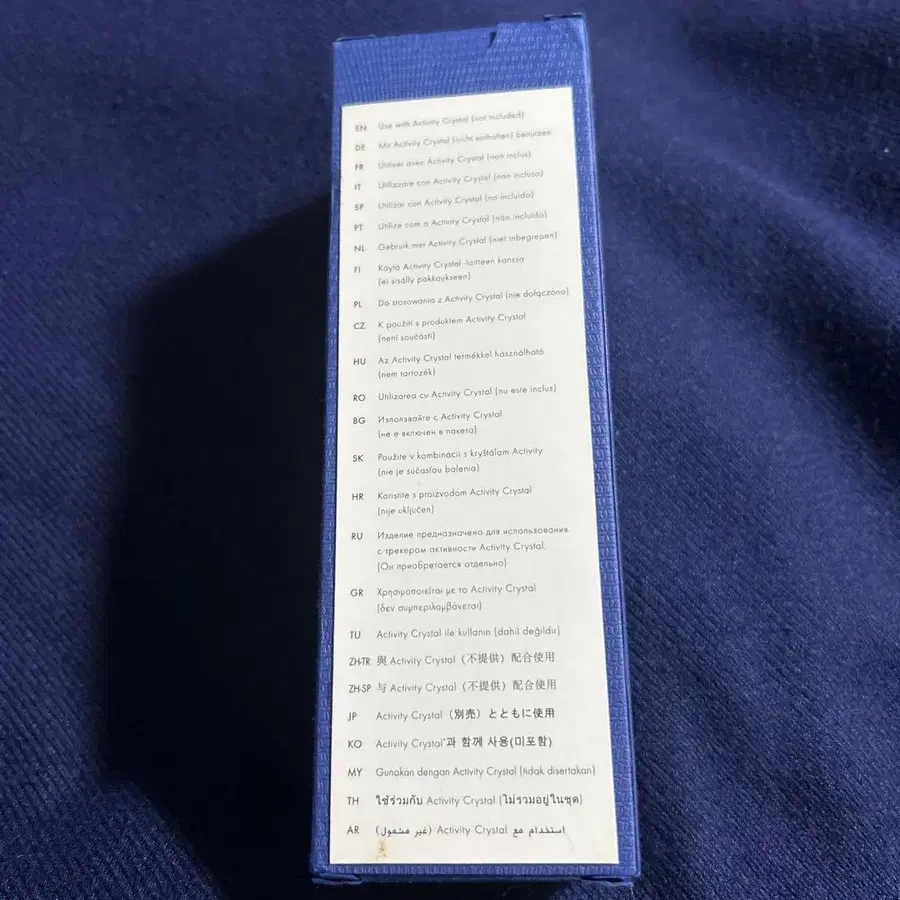 EN Use with Activity Crystal (not included)
DE Mit Activity Crystal (nicht enthalten) benutzen
FR Utiliser avec Activity Crystal (non inclus)
IT Utilizzare con Activity Crystal (non incluso)
SP Utilizar con Activity Crystal (no incluido)
PT Utilize com o Activity Crystal (não incluído)
NL Gebruik met Activity Crystal (niet inbegrepen)
FI Käytä Activity Crystal -laitteen kanssa
(ei sisälly pakkaukseen)
PL Do stosowania z Activity Crystal (nie dołączono)
CZ K použití s produktem Activity Crystal
(není součástí)
HU Az Activity Crystal termékkel használható
(nem tartozék)
RO Utilizarea cu Activity Crystal (nu este inclus)
BG Използвайте с Activity Crystal
(не е включен в пакета)
SK Použite v kombinácii s kryštálom Activity
(nie je súčasťou balenia)
HR Koristite s proizvodom Activity Crystal
(nije uključen)
RU Изделие предназначено для использования
с трекером активности Activity Crystal.
(Он приобретается отдельно)
GR Χρησιμοποιείται με το Activity Crystal
(δεν συμπεριλαμβάνεται)
TU Activity Crystal ile kullanın (dahil değildir)
ZH-TR 與 Activity Crystal（不提供）配合使用
ZH-SP 与 Activity Crystal（不提供）配合使用
JP Activity Crystal（別売）とともに使用
KO Activity Crystal'과 함께 사용(미포함)
MY Gunakan dengan Activity Crystal (tidak disertakan)
TH ใช้ร่วมกับ Activity Crystal (ไม่รวมอยู่ในชุด)
AR استخدام مع Activity Crystal (غير مشمول)